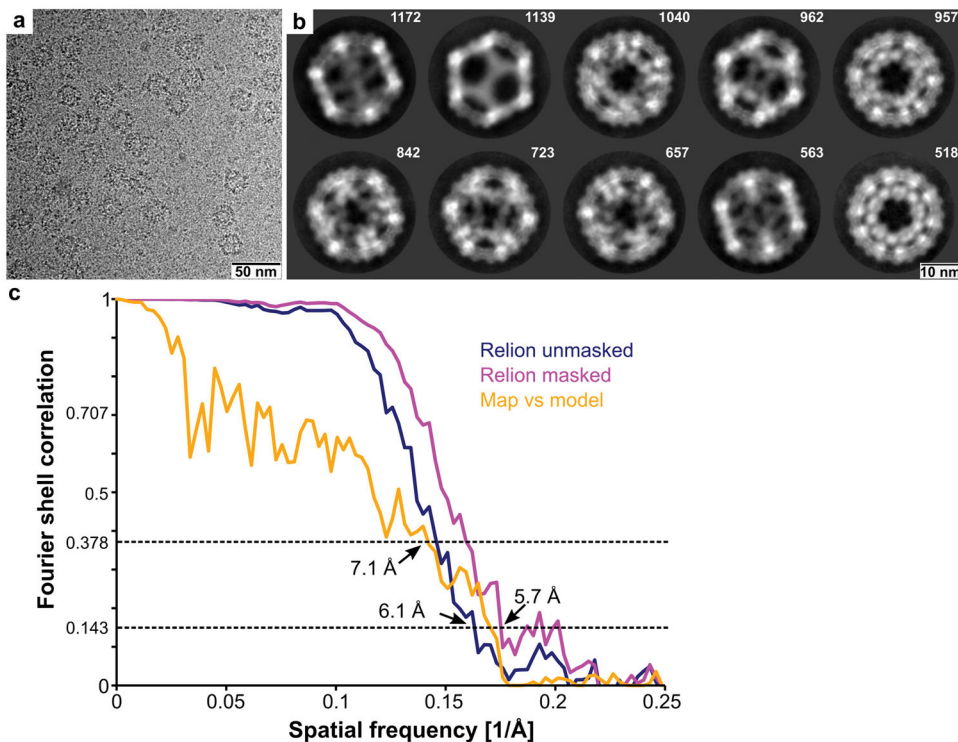 a
50 nm
b
1172
1139
1040
962
957
842
723
657
563
518
10 nm
c
Fourier shell correlation
1
0.707
0.5
0.378
0.143
0
Relion unmasked
Relion masked
Map vs model
7.1 Å
6.1 Å
5.7 Å
0
0.05
0.1
0.15
0.2
0.25
Spatial frequency [1/Å]